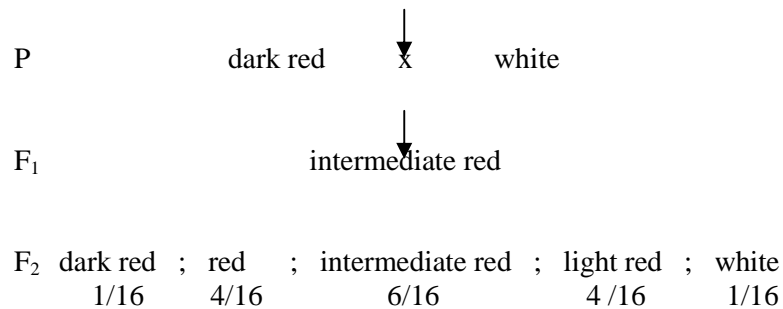 P dark red x white
F₁ intermediate red
F₂ dark red ; red ; intermediate red ; light red ; white
1/16 4/16 6/16 4 /16 1/16